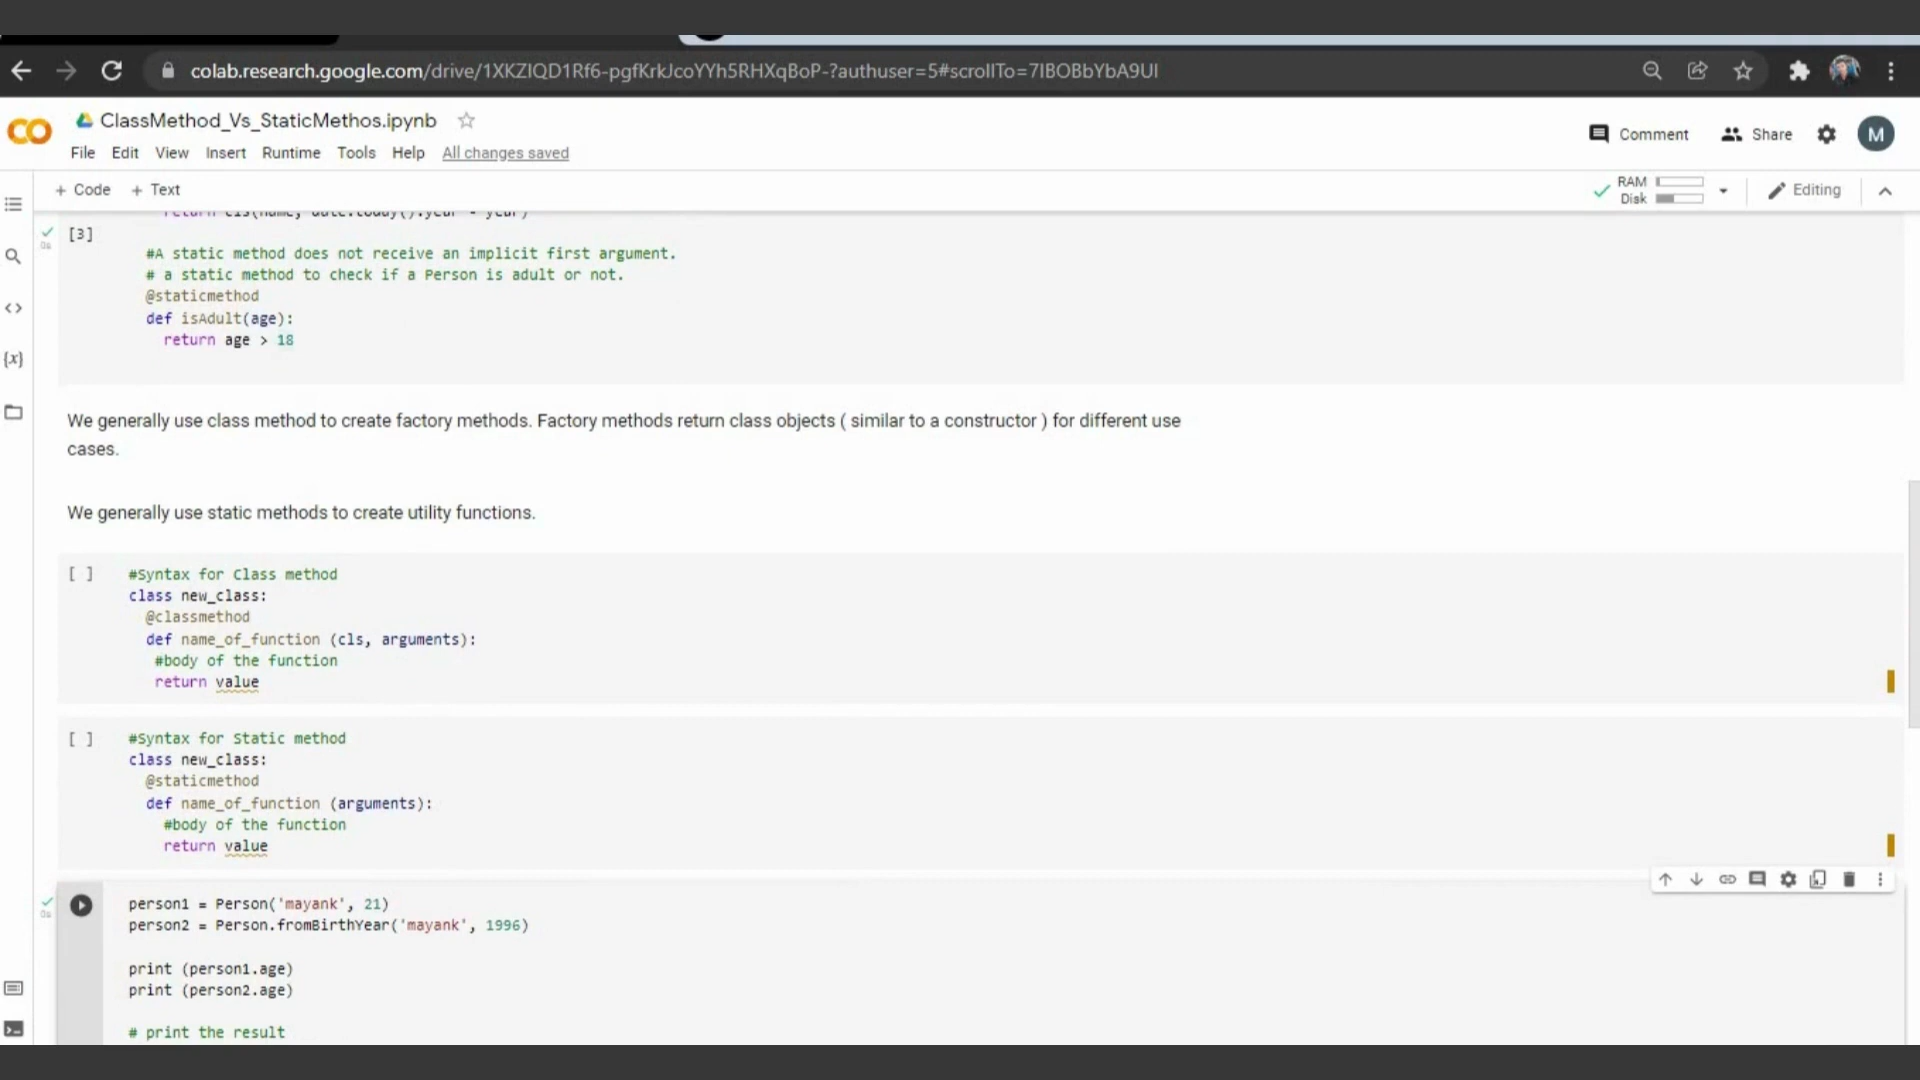 colab.research.google.com/drive/1XKZIQD1Rf6-pgfKrkJcoYYh5RHXqBoP-?authuser=5#scrollTo=7IBOBbYbA9UI
ClassMethod_Vs_StaticMethos.ipynb
Comment Share M
File Edit View Insert Runtime Tools Help All changes saved
+ Code + Text
RAM
Disk
Editing
return cls(name, date.today().year - year)
[3]
#A static method does not receive an implicit first argument.
# a static method to check if a Person is adult or not.
@staticmethod
def isAdult(age):
return age > 18
We generally use class method to create factory methods. Factory methods return class objects ( similar to a constructor ) for different use
cases.
We generally use static methods to create utility functions.
[ ] #Syntax for Class method
class new_class:
@classmethod
def name_of_function (cls, arguments):
#body of the function
return value
[ ] #Syntax for Static method
class new_class:
@staticmethod
def name_of_function (arguments):
#body of the function
return value
person1 = Person('mayank', 21)
person2 = Person.fromBirthYear('mayank', 1996)
print (person1.age)
print (person2.age)
# print the result